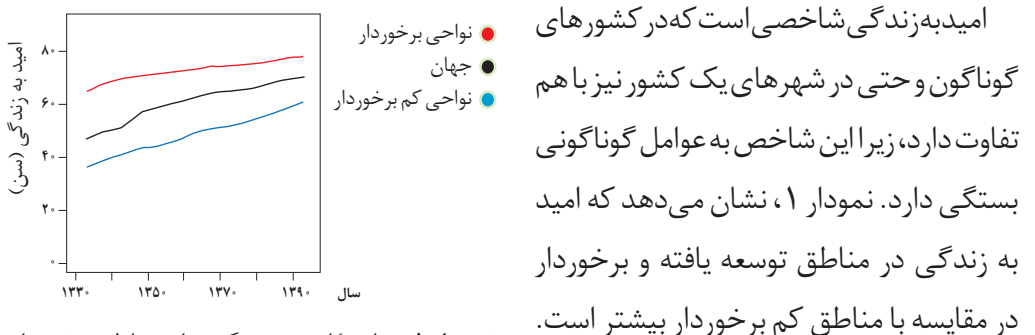 امیدبه‌زندگی‌شاخصی‌است که‌در کشورهای
گوناگون و حتی در شهرهای یک کشور نیز با هم
تفاوت دارد، زیرا این شاخص به عوامل گوناگونی
بستگی دارد. نمودار ۱، نشان می‌دهد که امید
به زندگی در مناطق توسعه یافته و برخوردار
در مقایسه با مناطق کم برخوردار بیشتر است.
نواحی برخوردار
جهان
نواحی کم برخوردار
امید به زندگی (سن)
۸۰
۶۰
۴۰
۲۰
۰
۱۳۳۰ ۱۳۵۰ ۱۳۷۰ ۱۳۹۰ سال